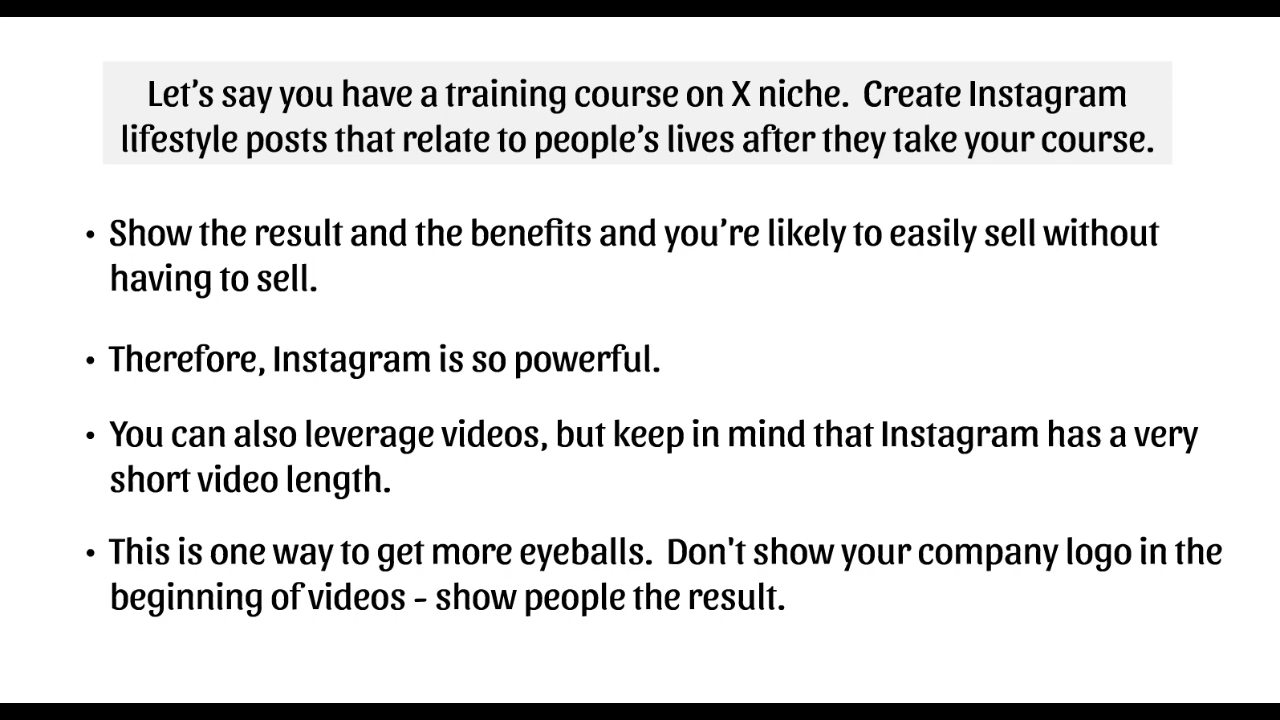 Let’s say you have a training course on X niche.  Create Instagram
lifestyle posts that relate to people’s lives after they take your course.
• Show the result and the benefits and you’re likely to easily sell without
having to sell.
• Therefore, Instagram is so powerful.
• You can also leverage videos, but keep in mind that Instagram has a very
short video length.
• This is one way to get more eyeballs.  Don't show your company logo in the
beginning of videos - show people the result.